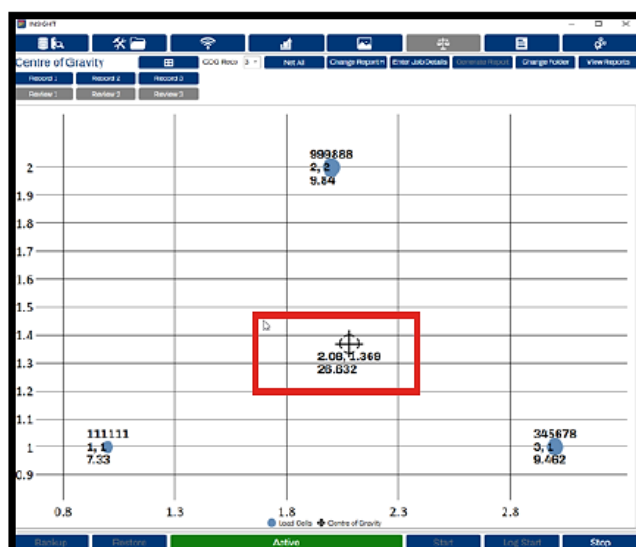 INSIGHT
Centre of Gravity
COG Recs 3
Net All
Change Report H
Enter Job Details
Generate Report
Change Folder
View Reports
Record 1
Record 2
Record 3
Review 1
Review 2
Review 3
999888
2, 2
9.84
2
1.9
1.8
1.7
1.6
1.5
1.4
1.3
1.2
1.1
1
0.9
2.08, 1.369
26.632
111111
1, 1
7.33
345678
3, 1
9.462
0.8
1.3
1.8
2.3
2.8
Load Cells
Centre of Gravity
Backup
Restore
Active
Start
Log Start
Stop